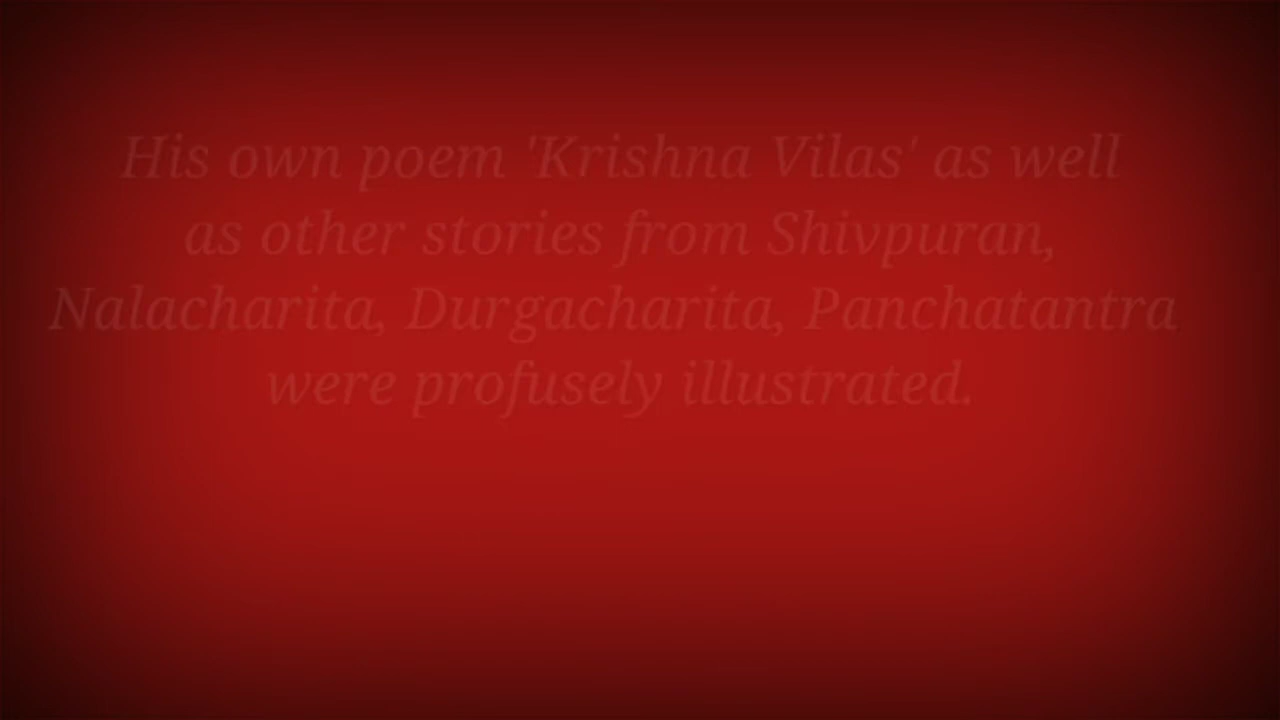 His own poem 'Krishna Vilas' as well
as other stories from Shivpuran,
Nalacharita, Durgacharita, Panchatantra
were profusely illustrated.